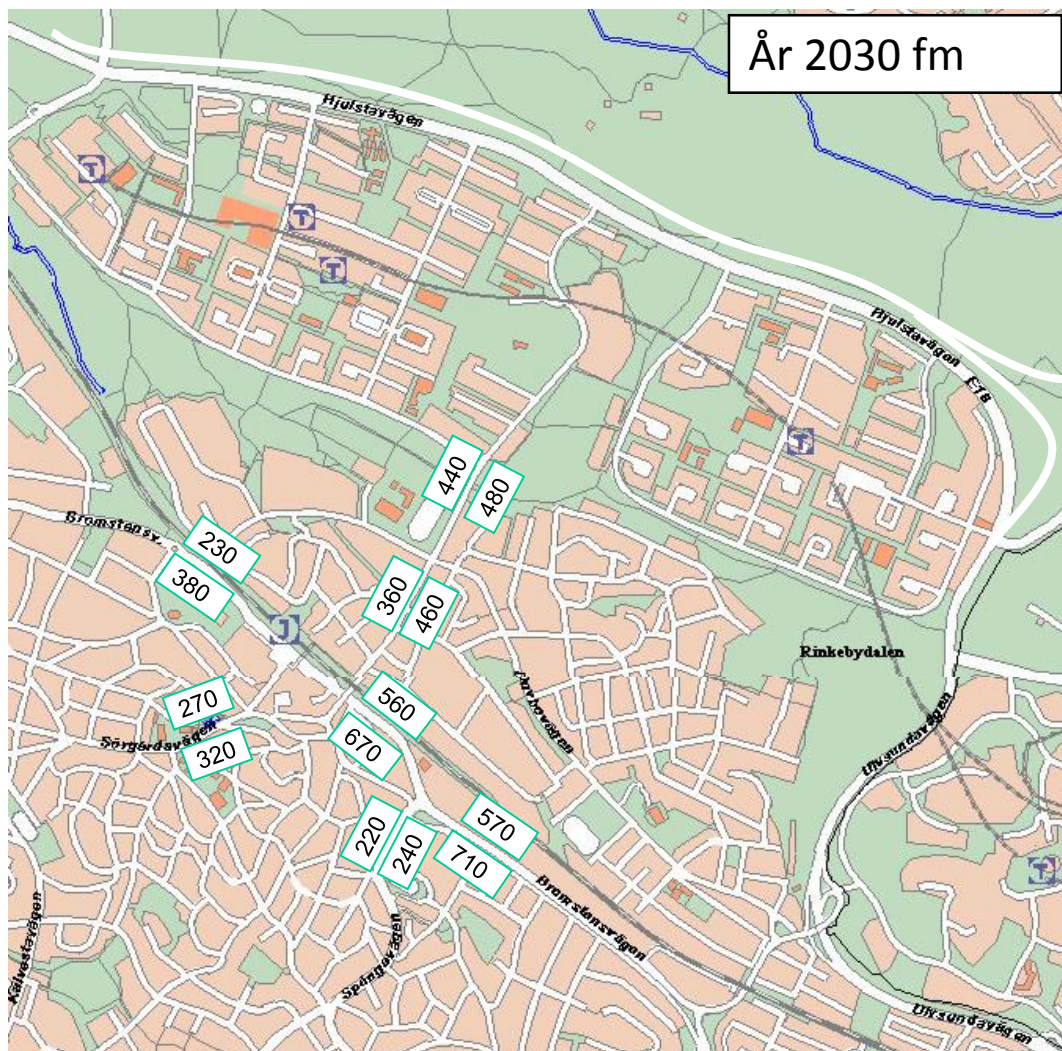 År 2030 fm
Hjulstavägen
T
T
T
Hjulstavägen E18
T
440
480
Bromstensv.
230
380
360
460
J
Rinkebydalen
270
560
Sörgårdsvägen
670
320
Duvbovägen
Ulvsundavägen
220
240
570
710
T
Bromstensvägen
Kälvestavägen
Spångavägen
Ulvsundavägen